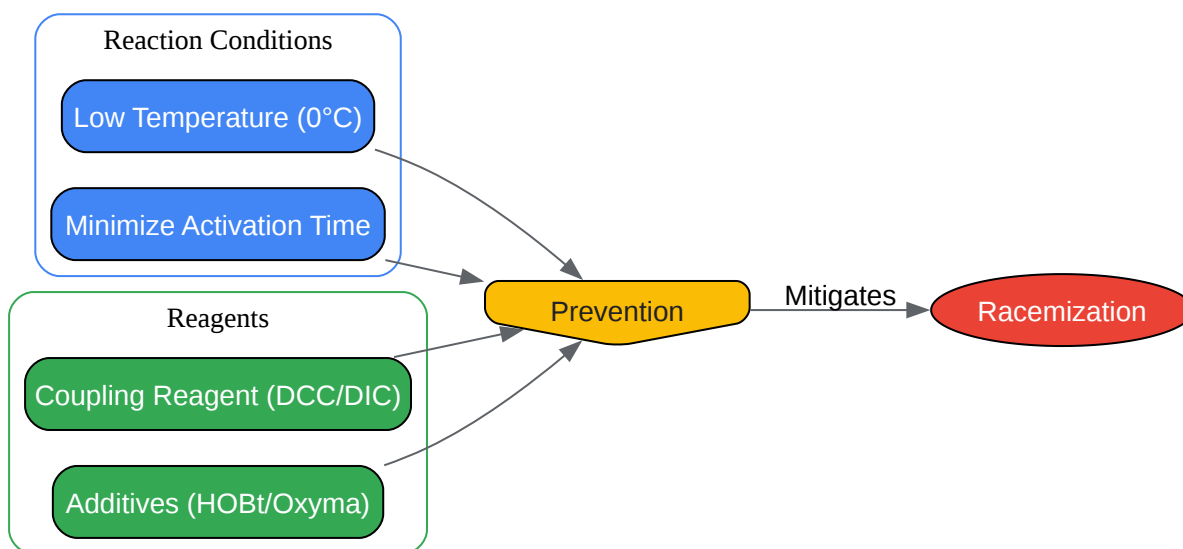 Reaction Conditions
Low Temperature (0°C)
Minimize Activation Time
Reagents
Coupling Reagent (DCC/DIC)
Additives (HOBt/Oxyma)
Prevention
Mitigates
Racemization